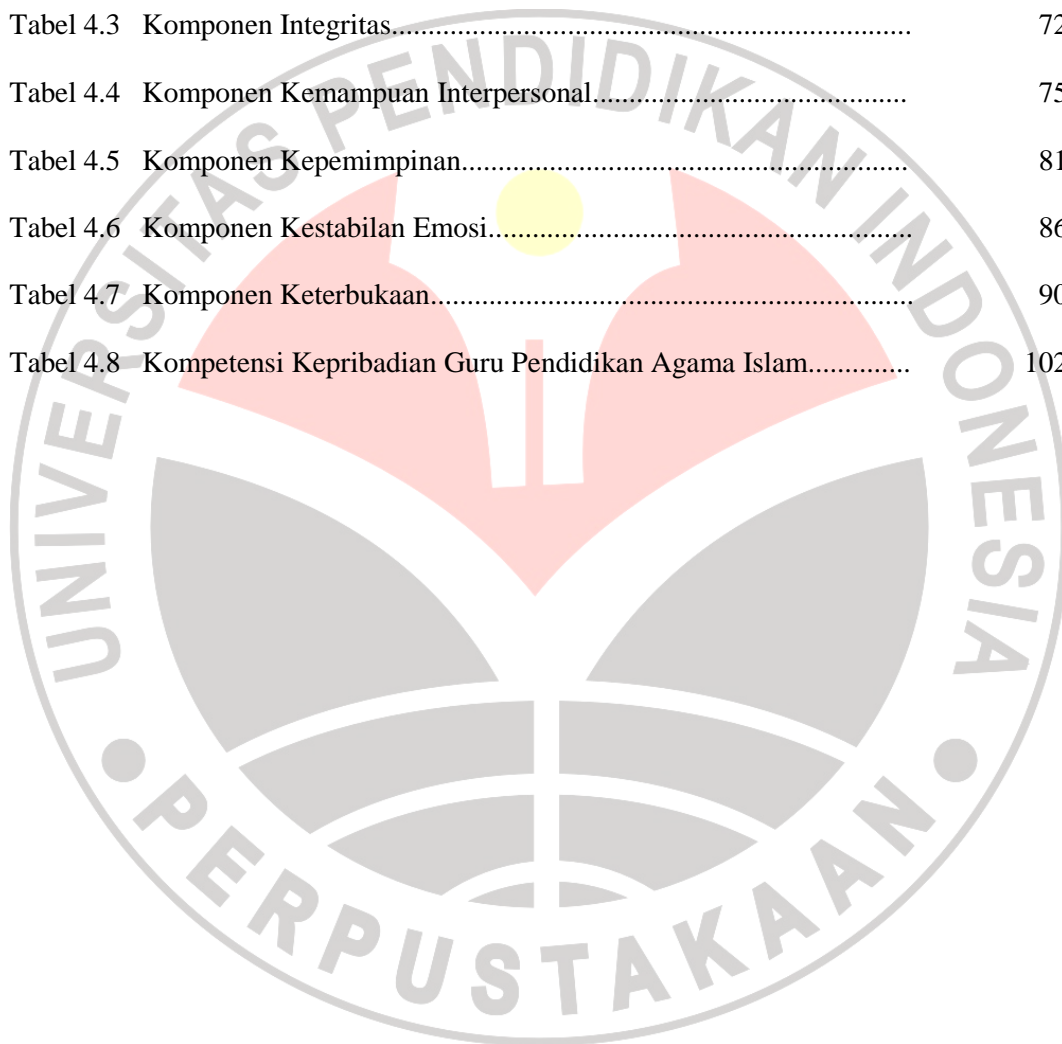 Tabel 4.3 Komponen Integritas..................................................................... 72
Tabel 4.4 Komponen Kemampuan Interpersonal.......................................... 75
Tabel 4.5 Komponen Kepemimpinan............................................................ 81
Tabel 4.6 Komponen Kestabilan Emosi......................................................... 86
Tabel 4.7 Komponen Keterbukaan................................................................. 90
Tabel 4.8 Kompetensi Kepribadian Guru Pendidikan Agama Islam............. 102
UNIVERSITAS PENDIDIKAN INDONESIA
PERPUSTAKAAN